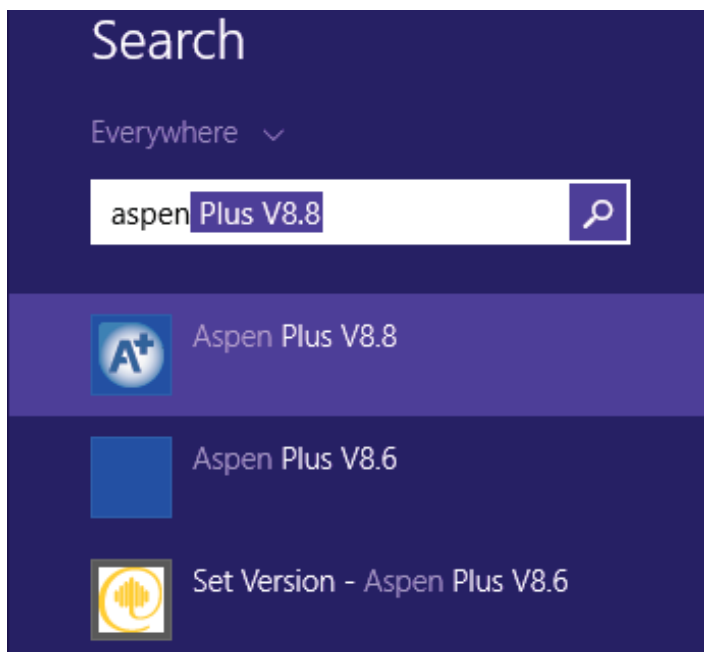 Search
Everywhere
aspen Plus V8.8
A+
Aspen Plus V8.8
Aspen Plus V8.6
Set Version - Aspen Plus V8.6